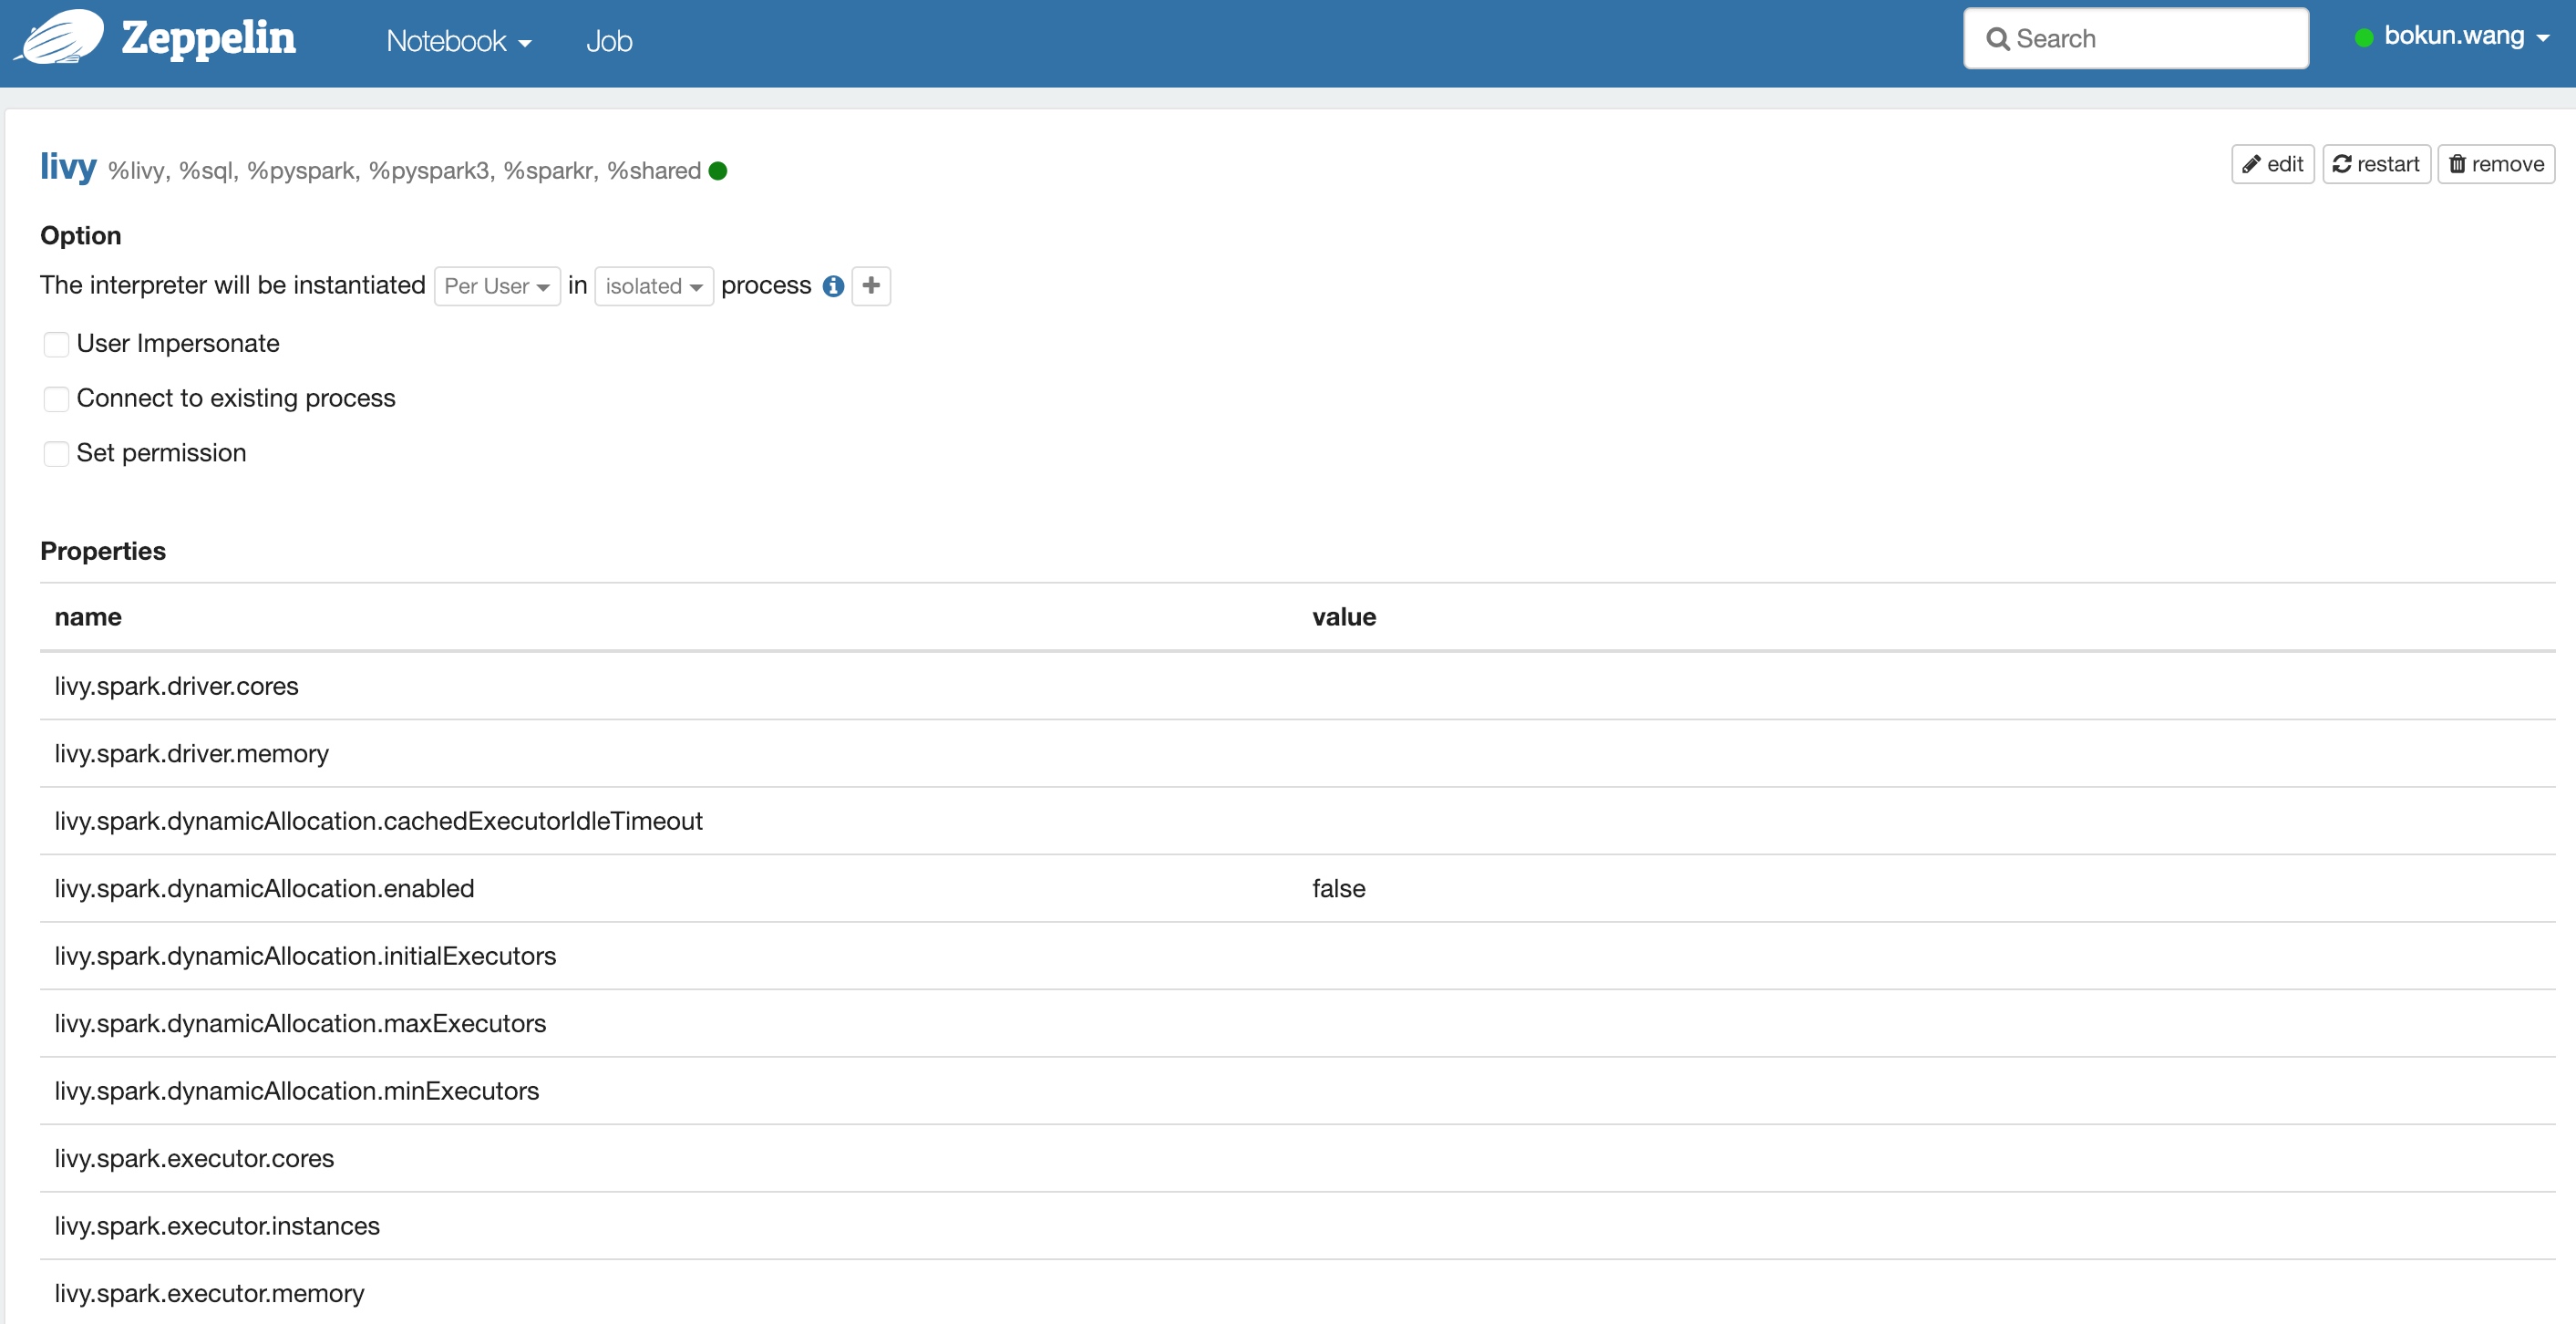 Zeppelin Notebook Job Search bokun.wang
livy %livy, %sql, %pyspark, %pyspark3, %sparkr, %shared edit restart remove
Option
The interpreter will be instantiated Per User in isolated process
User Impersonate
Connect to existing process
Set permission
Properties
name value
livy.spark.driver.cores
livy.spark.driver.memory
livy.spark.dynamicAllocation.cachedExecutorIdleTimeout
livy.spark.dynamicAllocation.enabled false
livy.spark.dynamicAllocation.initialExecutors
livy.spark.dynamicAllocation.maxExecutors
livy.spark.dynamicAllocation.minExecutors
livy.spark.executor.cores
livy.spark.executor.instances
livy.spark.executor.memory